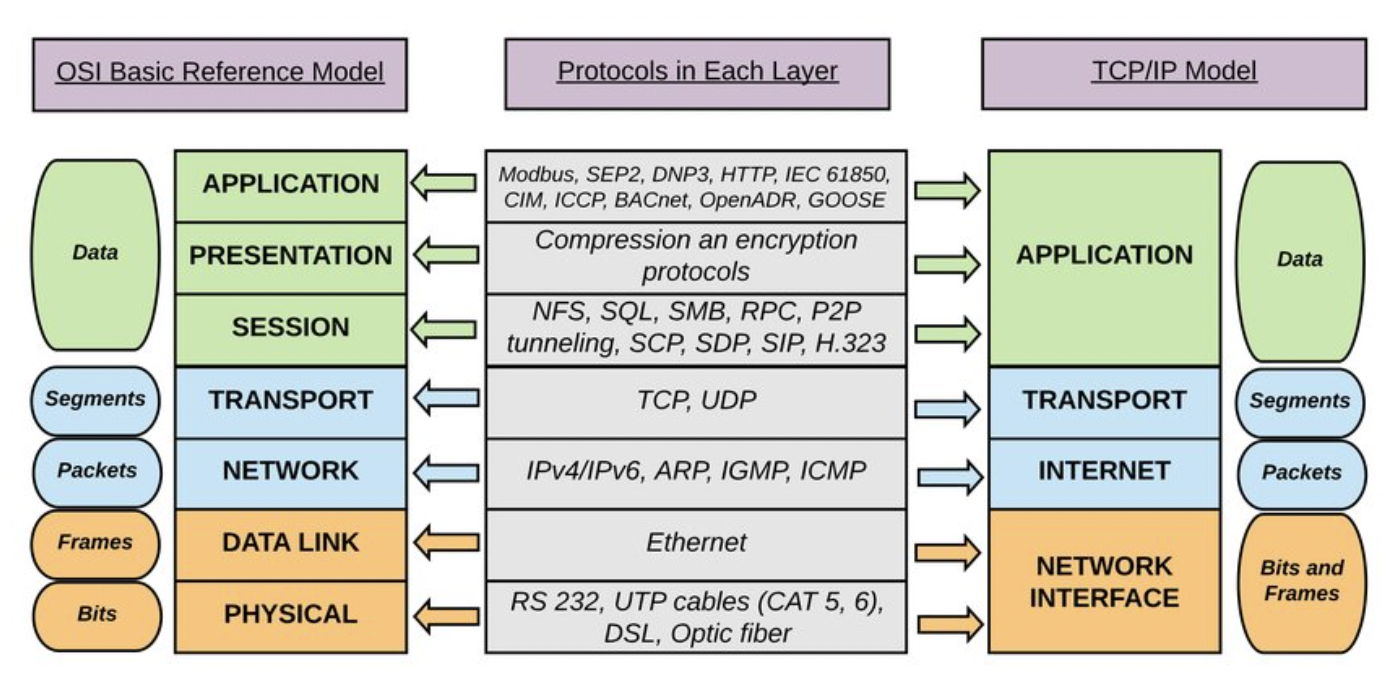 OSI Basic Reference Model
Protocols in Each Layer
TCP/IP Model
Data
APPLICATION
Modbus, SEP2, DNP3, HTTP, IEC 61850,
CIM, ICCP, BACnet, OpenADR, GOOSE
APPLICATION
Data
PRESENTATION
Compression an encryption
protocols
SESSION
NFS, SQL, SMB, RPC, P2P
tunneling, SCP, SDP, SIP, H.323
Segments
TRANSPORT
TCP, UDP
TRANSPORT
Segments
Packets
NETWORK
IPv4/IPv6, ARP, IGMP, ICMP
INTERNET
Packets
Frames
DATA LINK
Ethernet
NETWORK
INTERFACE
Bits and
Frames
Bits
PHYSICAL
RS 232, UTP cables (CAT 5, 6),
DSL, Optic fiber